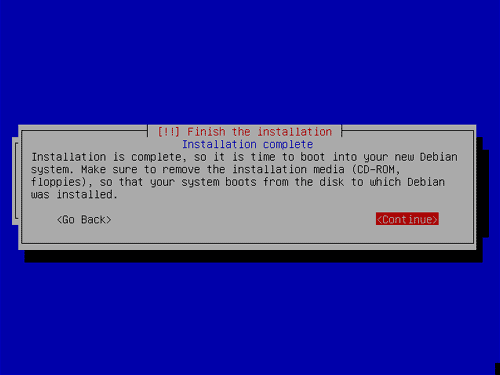 [!!] Finish the installation
Installation complete
Installation is complete, so it is time to boot into your new Debian
system. Make sure to remove the installation media (CD-ROM,
floppies), so that your system boots from the disk to which Debian
was installed.
<Go Back> <Continue>